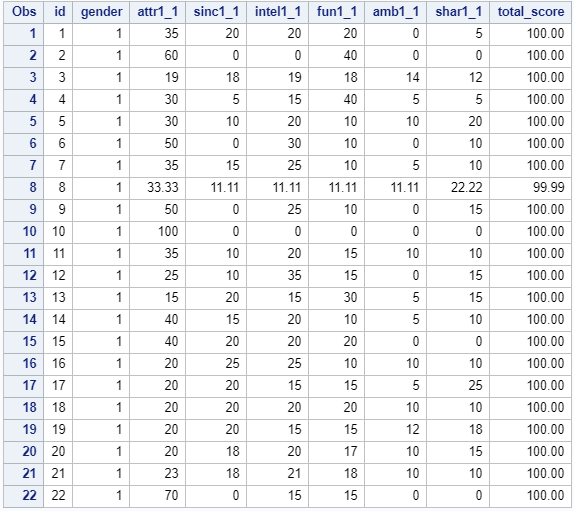 Obs id gender attr1_1 sinc1_1 intel1_1 fun1_1 amb1_1 shar1_1 total_score
1 1 1 35 20 20 20 0 5 100.00
2 2 1 60 0 0 40 0 0 100.00
3 3 1 19 18 19 18 14 12 100.00
4 4 1 30 5 15 40 5 5 100.00
5 5 1 30 10 20 10 10 20 100.00
6 6 1 50 0 30 10 0 10 100.00
7 7 1 35 15 25 10 5 10 100.00
8 8 1 33.33 11.11 11.11 11.11 11.11 22.22 99.99
9 9 1 50 0 25 10 0 15 100.00
10 10 1 100 0 0 0 0 0 100.00
11 11 1 35 10 20 15 10 10 100.00
12 12 1 25 10 35 15 0 15 100.00
13 13 1 15 20 15 30 5 15 100.00
14 14 1 40 15 20 10 5 10 100.00
15 15 1 40 20 20 20 0 0 100.00
16 16 1 20 25 25 10 10 10 100.00
17 17 1 20 20 15 15 5 25 100.00
18 18 1 20 20 20 20 10 10 100.00
19 19 1 20 20 15 15 12 18 100.00
20 20 1 20 18 20 17 10 15 100.00
21 21 1 23 18 21 18 10 10 100.00
22 22 1 70 0 15 15 0 0 100.00